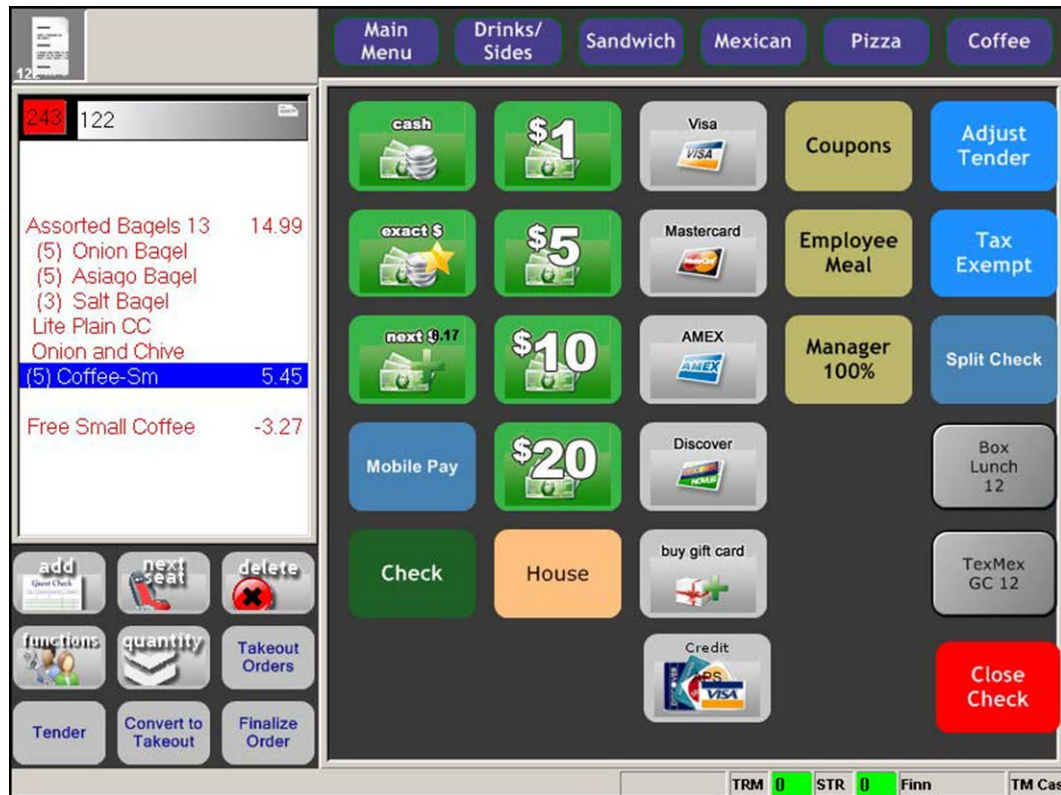 122
Main
Menu
Drinks/
Sides
Sandwich
Mexican
Pizza
Coffee
243
122
Assorted Bagels 13 14.99
(5) Onion Bagel
(5) Asiago Bagel
(3) Salt Bagel
Lite Plain CC
Onion and Chive
(5) Coffee-Sm 5.45
Free Small Coffee -3.27
add
Guest Check
next
seat
delete
functions
quantity
Takeout
Orders
Tender
Convert to
Takeout
Finalize
Order
cash
$1
Visa
VISA
Coupons
Adjust
Tender
exact $
$5
Mastercard
MasterCard
Employee
Meal
Tax
Exempt
next $
$10
AMEX
AMEX
Manager
100%
Split Check
Mobile Pay
$20
Discover
NOVUS
Box
Lunch
12
Check
House
buy gift card
TexMex
GC 12
Credit
VISA
Close
Check
TRM 0 STR 0 Finn TM Cas